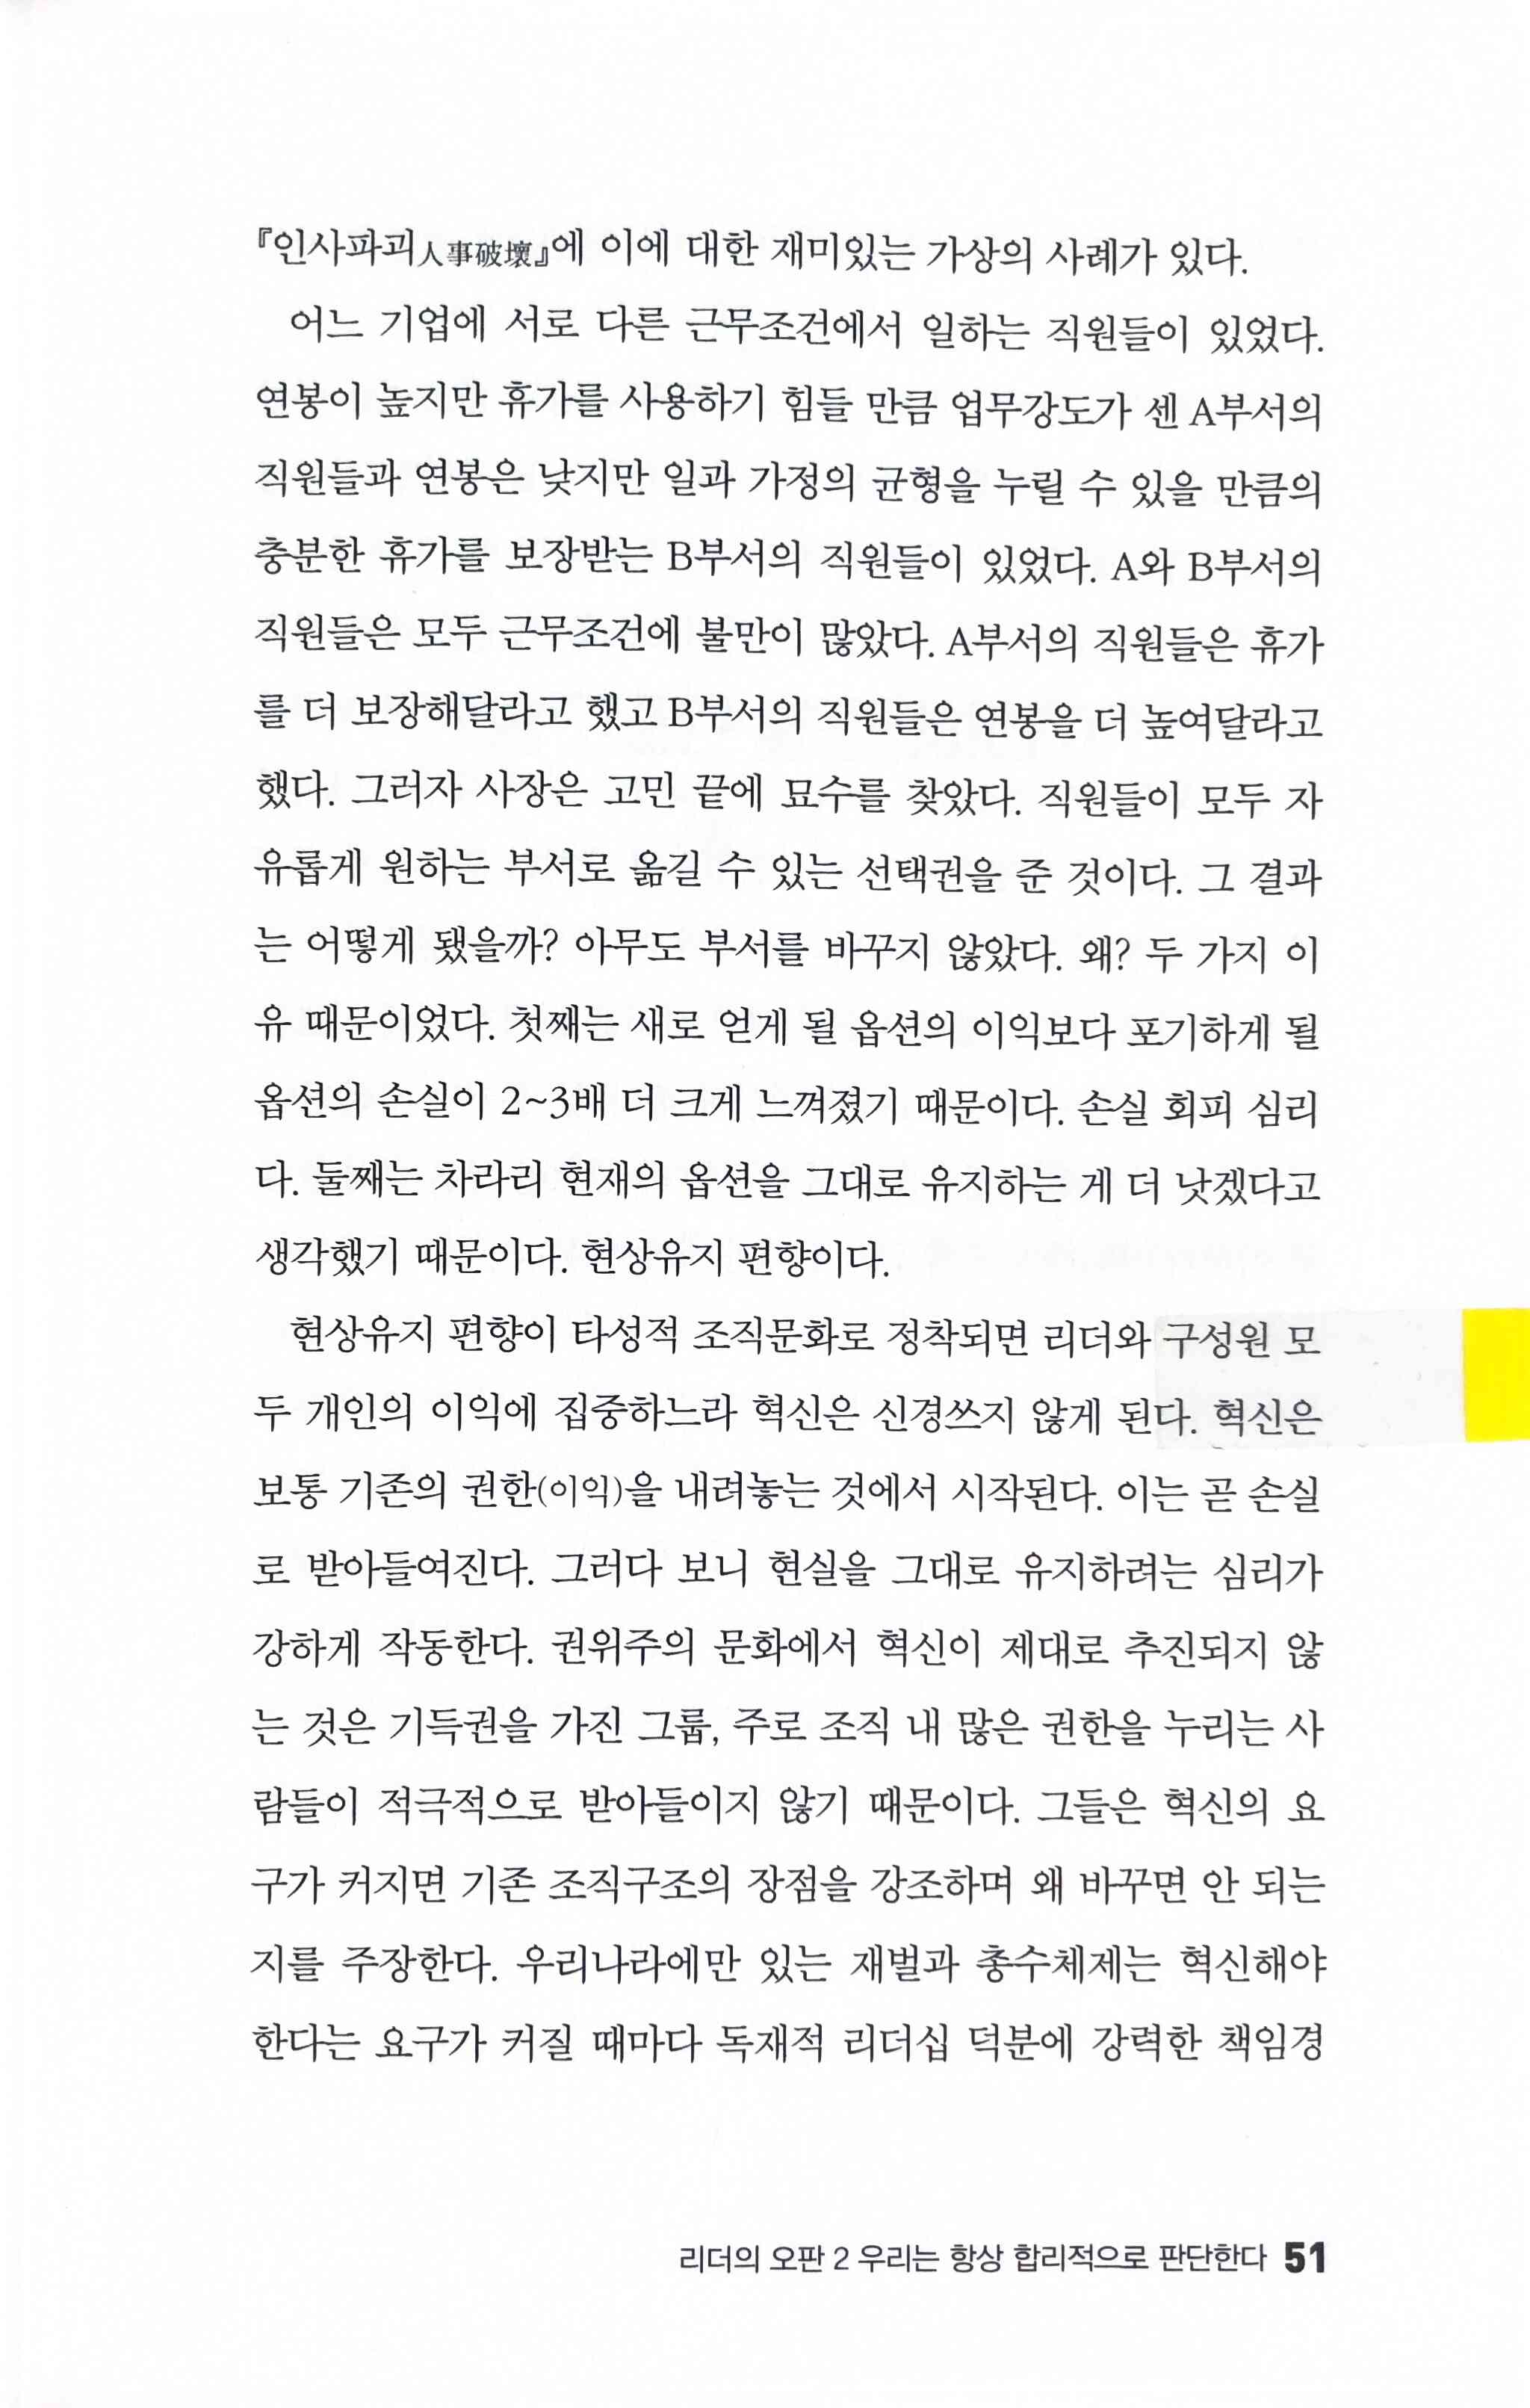 『인사파괴人事破壞』에 이에 대한 재미있는 가상의 사례가 있다.
어느 기업에 서로 다른 근무조건에서 일하는 직원들이 있었다.
연봉이 높지만 휴가를 사용하기 힘들 만큼 업무강도가 센 A부서의
직원들과 연봉은 낮지만 일과 가정의 균형을 누릴 수 있을 만큼의
충분한 휴가를 보장받는 B부서의 직원들이 있었다. A와 B부서의
직원들은 모두 근무조건에 불만이 많았다. A부서의 직원들은 휴가
를 더 보장해달라고 했고 B부서의 직원들은 연봉을 더 높여달라고
했다. 그러자 사장은 고민 끝에 묘수를 찾았다. 직원들이 모두 자
유롭게 원하는 부서로 옮길 수 있는 선택권을 준 것이다. 그 결과
는 어떻게 됐을까? 아무도 부서를 바꾸지 않았다. 왜? 두 가지 이
유 때문이었다. 첫째는 새로 얻게 될 옵션의 이익보다 포기하게 될
옵션의 손실이 2~3배 더 크게 느껴졌기 때문이다. 손실 회피 심리
다. 둘째는 차라리 현재의 옵션을 그대로 유지하는 게 더 낫겠다고
생각했기 때문이다. 현상유지 편향이다.
현상유지 편향이 타성적 조직문화로 정착되면 리더와 구성원 모
두 개인의 이익에 집중하느라 혁신은 신경쓰지 않게 된다. 혁신은
보통 기존의 권한(이익)을 내려놓는 것에서 시작된다. 이는 곧 손실
로 받아들여진다. 그러다 보니 현실을 그대로 유지하려는 심리가
강하게 작동한다. 권위주의 문화에서 혁신이 제대로 추진되지 않
는 것은 기득권을 가진 그룹, 주로 조직 내 많은 권한을 누리는 사
람들이 적극적으로 받아들이지 않기 때문이다. 그들은 혁신의 요
구가 커지면 기존 조직구조의 장점을 강조하며 왜 바꾸면 안 되는
지를 주장한다. 우리나라에만 있는 재벌과 총수체제는 혁신해야
한다는 요구가 커질 때마다 독재적 리더십 덕분에 강력한 책임경
리더의 오판 2 우리는 항상 합리적으로 판단한다 51